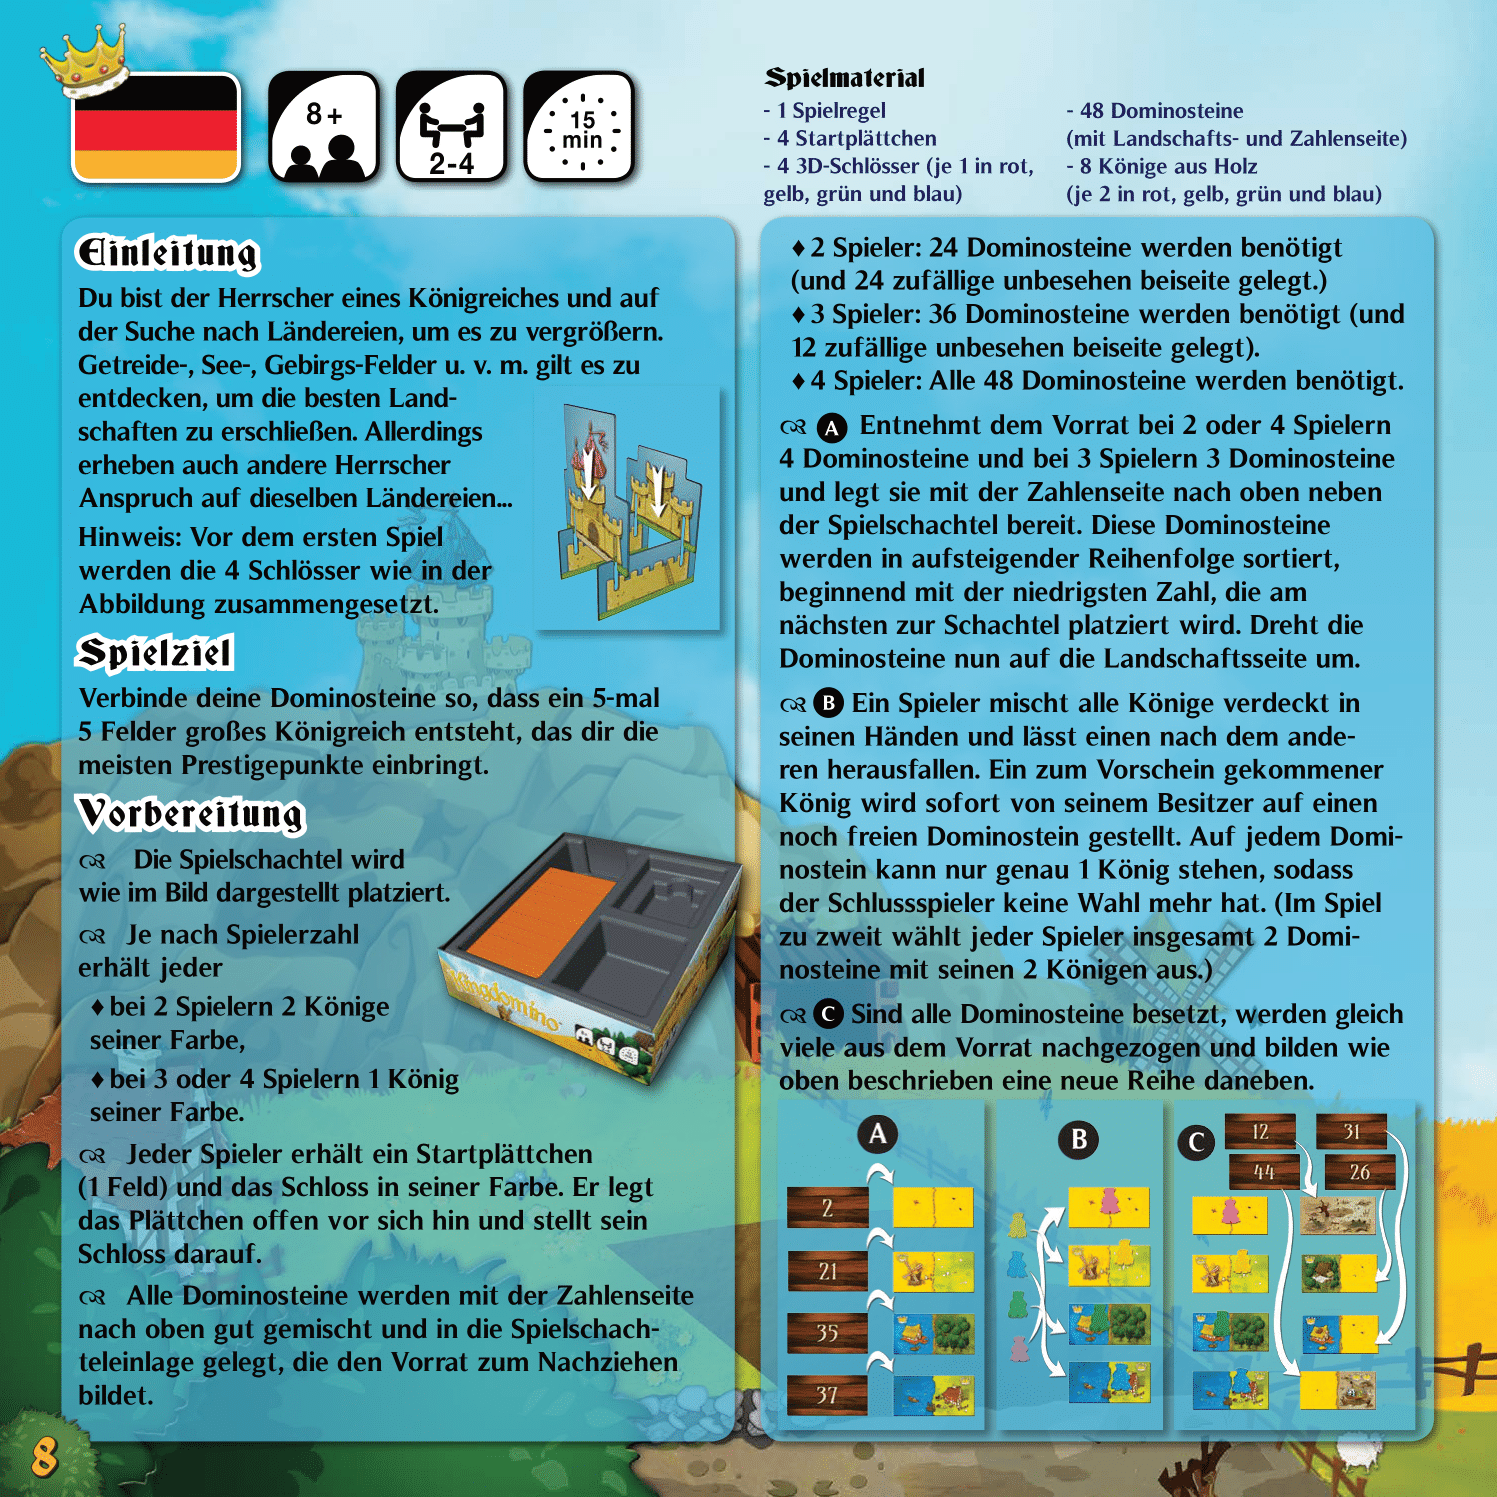 8+
2-4
15
min
Spielmaterial
- 1 Spielregel
- 4 Startplättchen
- 4 3D-Schlösser (je 1 in rot,
gelb, grün und blau)
- 48 Dominosteine
(mit Landschafts- und Zahlenseite)
- 8 Könige aus Holz
(je 2 in rot, gelb, grün und blau)
Einleitung
Du bist der Herrscher eines Königreiches und auf
der Suche nach Ländereien, um es zu vergrößern.
Getreide-, See-, Gebirgs-Felder u. v. m. gilt es zu
entdecken, um die besten Land-
schaften zu erschließen. Allerdings
erheben auch andere Herrscher
Anspruch auf dieselben Ländereien...
Hinweis: Vor dem ersten Spiel
werden die 4 Schlösser wie in der
Abbildung zusammengesetzt.
Spielziel
Verbinde deine Dominosteine so, dass ein 5-mal
5 Felder großes Königreich entsteht, das dir die
meisten Prestigepunkte einbringt.
Vorbereitung
Die Spielschachtel wird
wie im Bild dargestellt platziert.
Je nach Spielerzahl
erhält jeder
♦ bei 2 Spielern 2 Könige
seiner Farbe,
♦ bei 3 oder 4 Spielern 1 König
seiner Farbe.
Kingdomino
Jeder Spieler erhält ein Startplättchen
(1 Feld) und das Schloss in seiner Farbe. Er legt
das Plättchen offen vor sich hin und stellt sein
Schloss darauf.
Alle Dominosteine werden mit der Zahlenseite
nach oben gut gemischt und in die Spielschach-
teleinlage gelegt, die den Vorrat zum Nachziehen
bildet.
♦ 2 Spieler: 24 Dominosteine werden benötigt
(und 24 zufällige unbesehen beiseite gelegt.)
♦ 3 Spieler: 36 Dominosteine werden benötigt (und
12 zufällige unbesehen beiseite gelegt).
♦ 4 Spieler: Alle 48 Dominosteine werden benötigt.
A Entnehmt dem Vorrat bei 2 oder 4 Spielern
4 Dominosteine und bei 3 Spielern 3 Dominosteine
und legt sie mit der Zahlenseite nach oben neben
der Spielschachtel bereit. Diese Dominosteine
werden in aufsteigender Reihenfolge sortiert,
beginnend mit der niedrigsten Zahl, die am
nächsten zur Schachtel platziert wird. Dreht die
Dominosteine nun auf die Landschaftsseite um.
B Ein Spieler mischt alle Könige verdeckt in
seinen Händen und lässt einen nach dem ande-
ren herausfallen. Ein zum Vorschein gekommener
König wird sofort von seinem Besitzer auf einen
noch freien Dominostein gestellt. Auf jedem Domi-
nostein kann nur genau 1 König stehen, sodass
der Schlussspieler keine Wahl mehr hat. (Im Spiel
zu zweit wählt jeder Spieler insgesamt 2 Domi-
nosteine mit seinen 2 Königen aus.)
C Sind alle Dominosteine besetzt, werden gleich
viele aus dem Vorrat nachgezogen und bilden wie
oben beschrieben eine neue Reihe daneben.
A
2
21
35
37
B
C
12
31
44
26
8